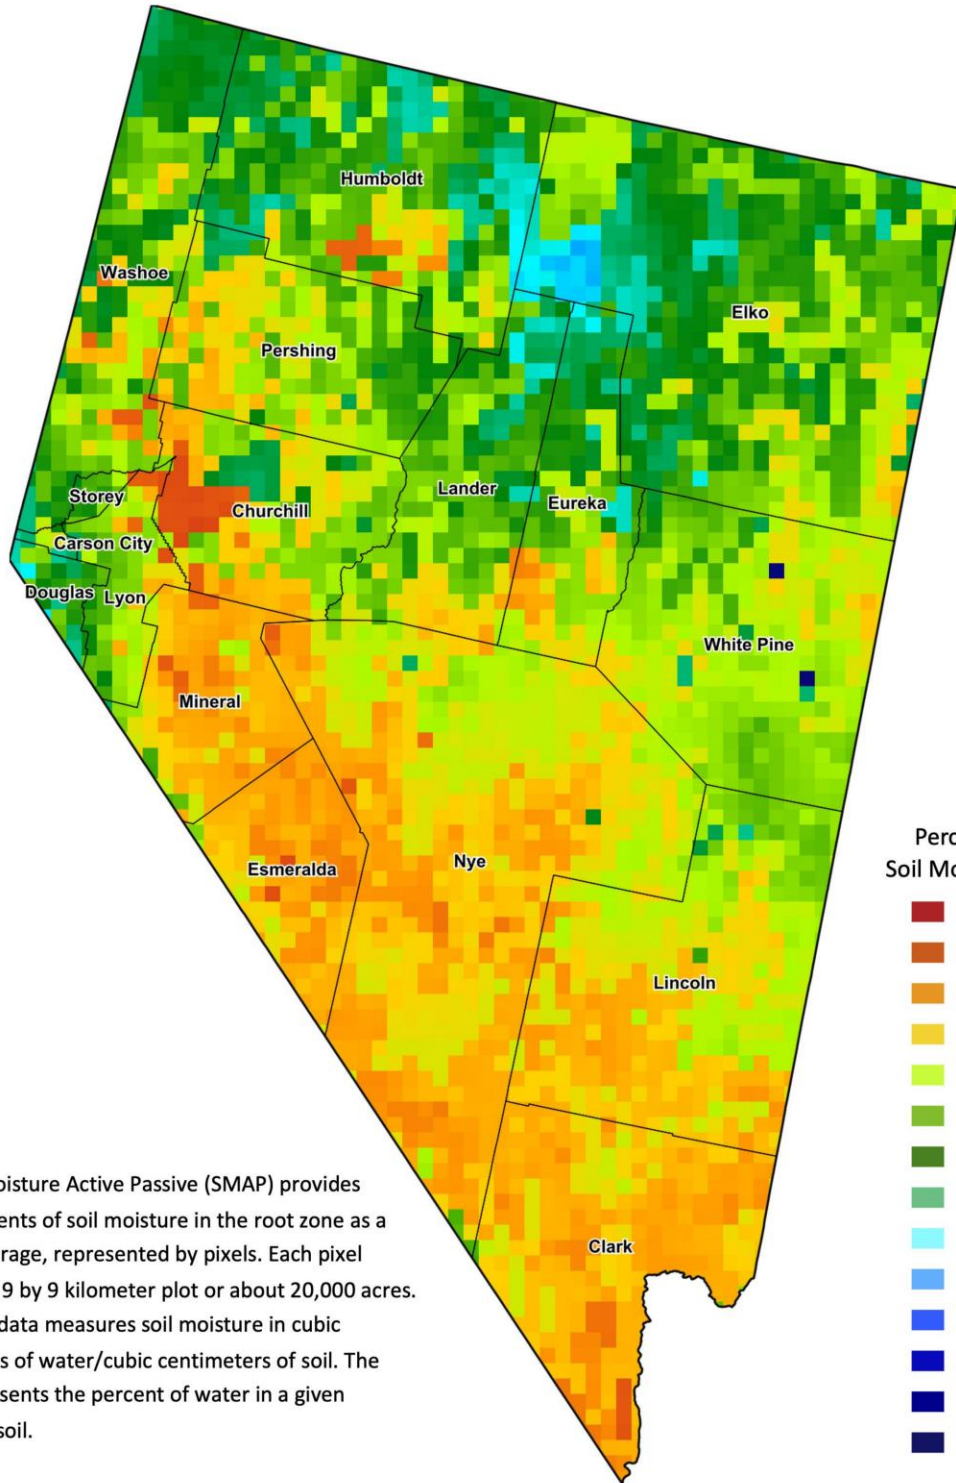 Humboldt
Washoe
Elko
Pershing
Lander
Storey
Eureka
Churchill
Carson City
Douglas
Lyon
White Pine
Mineral
Nye
Esmeralda
Lincoln
Clark
Perc
Soil Mo
oisture Active Passive (SMAP) provides
ents of soil moisture in the root zone as a
rage, represented by pixels. Each pixel
9 by 9 kilometer plot or about 20,000 acres.
data measures soil moisture in cubic
s of water/cubic centimeters of soil. The
sents the percent of water in a given
soil.